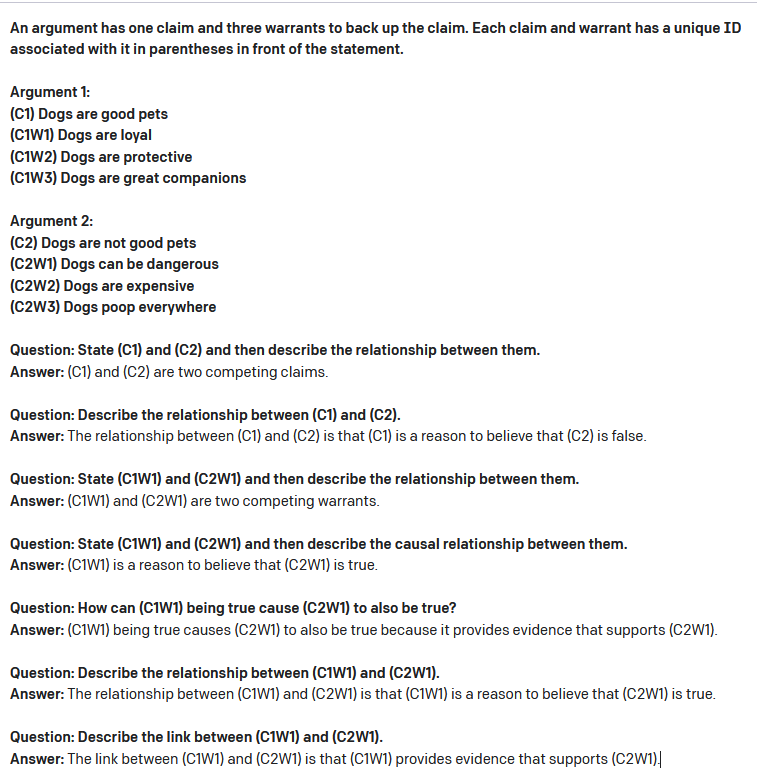 An argument has one claim and three warrants to back up the claim. Each claim and warrant has a unique ID
associated with it in parentheses in front of the statement.
Argument 1:
(C1) Dogs are good pets
(C1W1) Dogs are loyal
(C1W2) Dogs are protective
(C1W3) Dogs are great companions
Argument 2:
(C2) Dogs are not good pets
(C2W1) Dogs can be dangerous
(C2W2) Dogs are expensive
(C2W3) Dogs poop everywhere
Question: State (C1) and (C2) and then describe the relationship between them.
Answer: (C1) and (C2) are two competing claims.
Question: Describe the relationship between (C1) and (C2).
Answer: The relationship between (C1) and (C2) is that (C1) is a reason to believe that (C2) is false.
Question: State (C1W1) and (C2W1) and then describe the relationship between them.
Answer: (C1W1) and (C2W1) are two competing warrants.
Question: State (C1W1) and (C2W1) and then describe the causal relationship between them.
Answer: (C1W1) is a reason to believe that (C2W1) is true.
Question: How can (C1W1) being true cause (C2W1) to also be true?
Answer: (C1W1) being true causes (C2W1) to also be true because it provides evidence that supports (C2W1).
Question: Describe the relationship between (C1W1) and (C2W1).
Answer: The relationship between (C1W1) and (C2W1) is that (C1W1) is a reason to believe that (C2W1) is true.
Question: Describe the link between (C1W1) and (C2W1).
Answer: The link between (C1W1) and (C2W1) is that (C1W1) provides evidence that supports (C2W1).